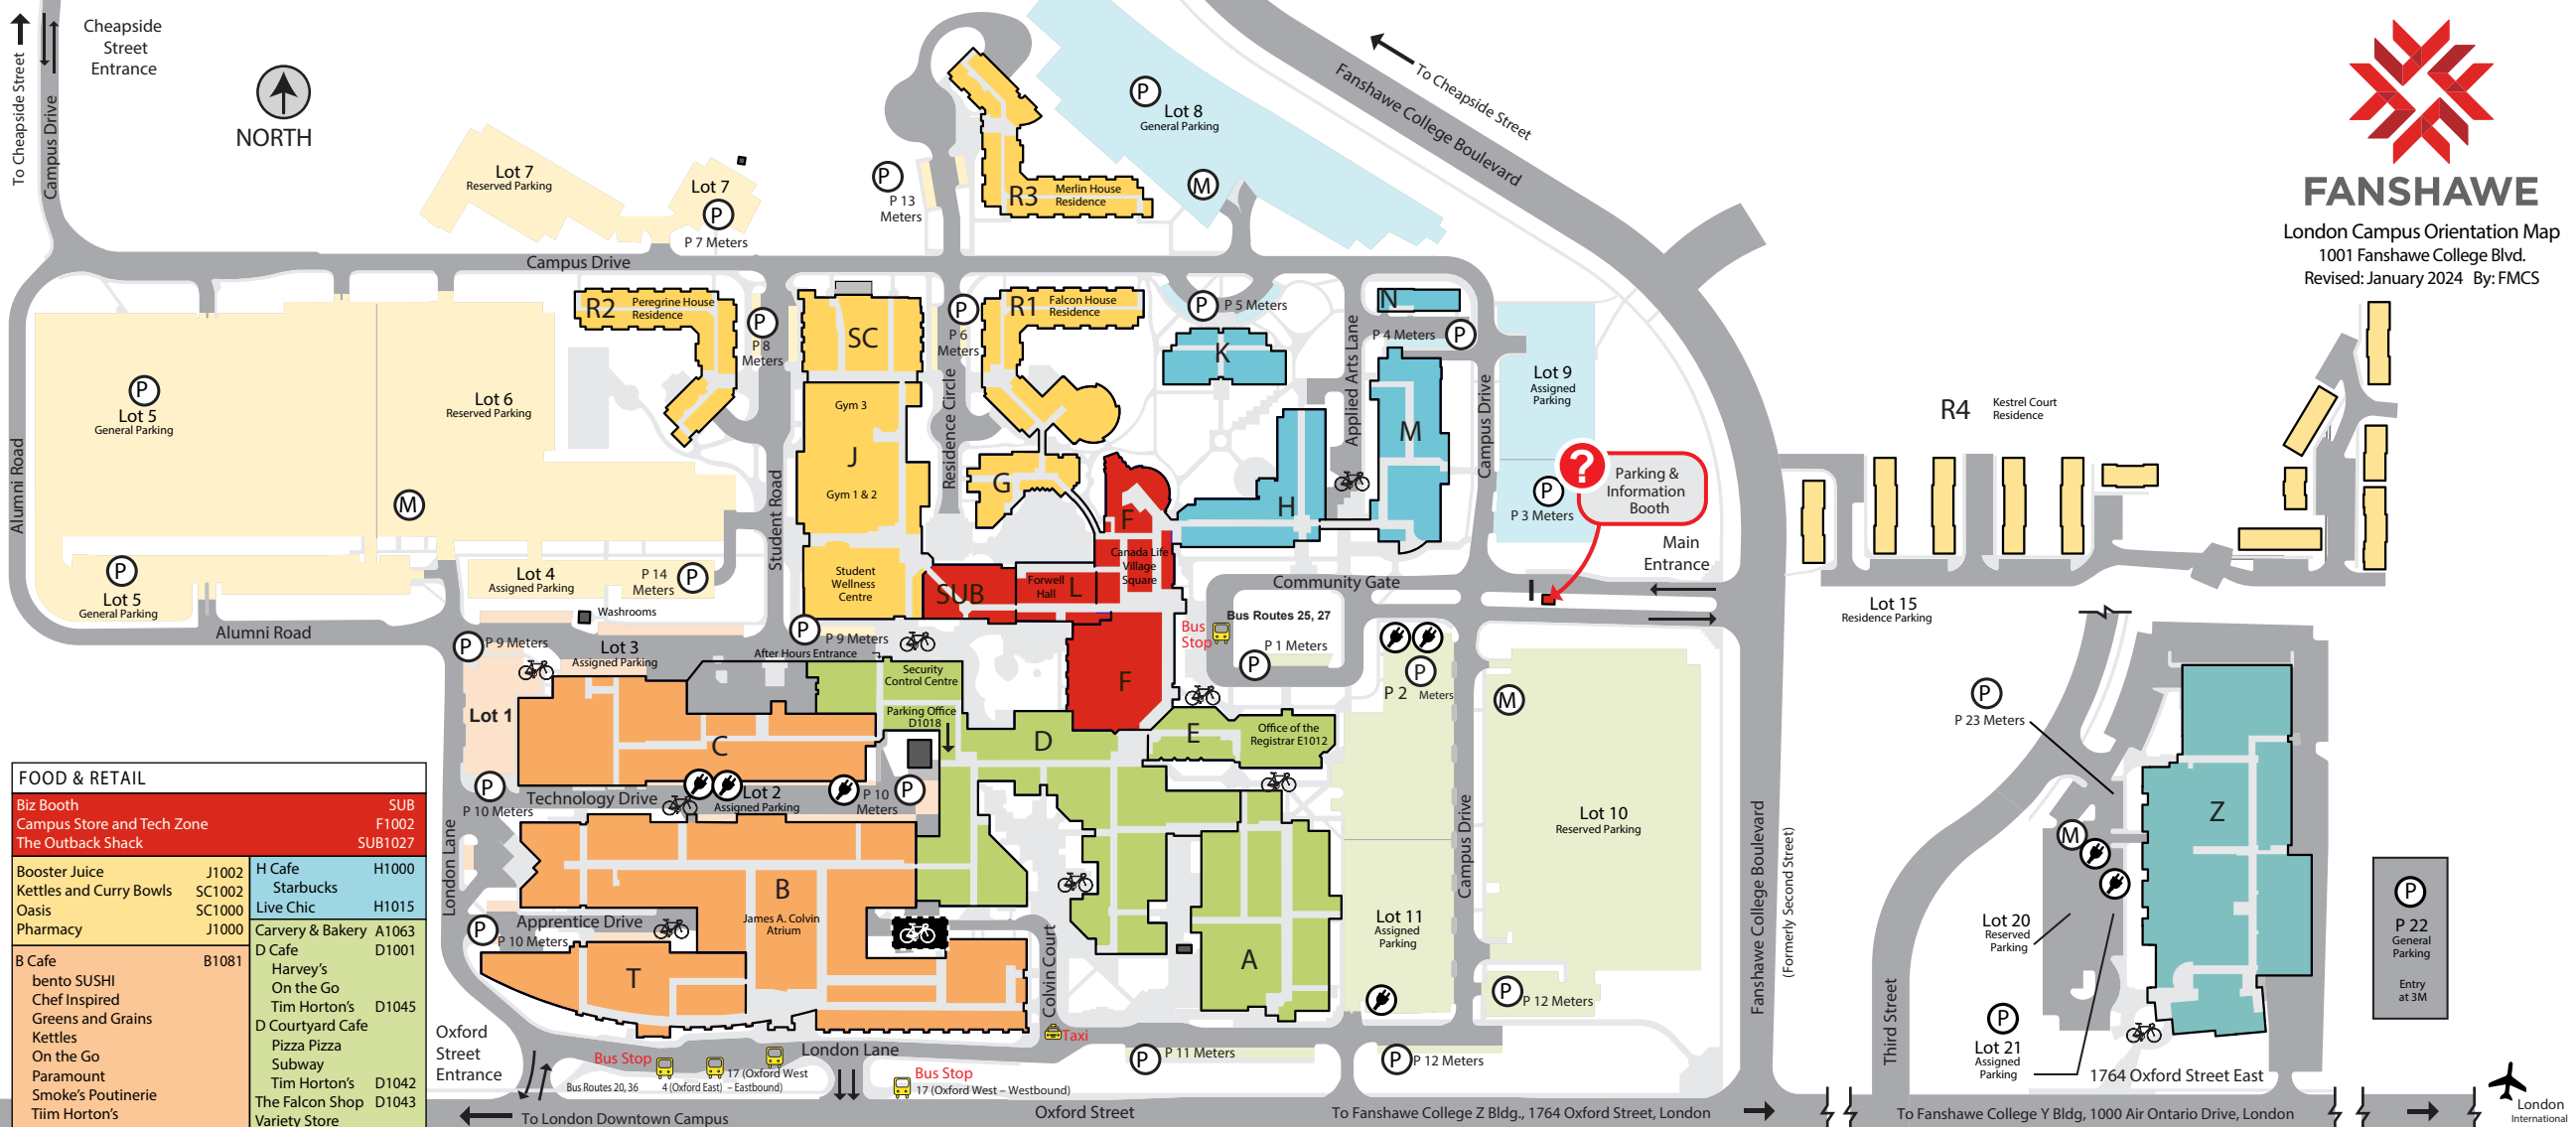 To Cheapside Street
Campus Drive
Cheapside
Street
Entrance
NORTH
Lot 7
Reserved Parking
Lot 7
P
P 7 Meters
P
P 13
Meters
R3
Merlin House
Residence
P
Lot 8
General Parking
M
To Cheapside Street
Fanshawe College Boulevard
FANSHAWE
London Campus Orientation Map
1001 Fanshawe College Blvd.
Revised: January 2024 By: FMCS
Campus Drive
R2
Peregrine House
Residence
P
P 8
Meters
SC
P
P 6
Meters
R1
Falcon House
Residence
P
P 5 Meters
K
N
P 4 Meters
P
Applied Arts Lane
M
Campus Drive
Lot 9
Assigned
Parking
P
P 3 Meters
?
Parking &
Information
Booth
Main
Entrance
R4
Kestrel Court
Residence
Lot 15
Residence Parking
P
Lot 5
General Parking
Lot 6
Reserved Parking
M
Alumni Road
P
Lot 5
General Parking
Lot 4
Assigned Parking
P 14
Meters
P
Washrooms
Alumni Road
Student Road
Gym 3
J
Gym 1 & 2
Student
Wellness
Centre
Residence Circle
G
F
H
Canada Life
Village
Square
SUB
Forwell
Hall
L
Community Gate
Bus Routes 25, 27
Bus
Stop
P 1 Meters
P
P
P 9 Meters
Lot 3
Assigned Parking
P
P 9 Meters
After Hours Entrance
Security
Control Centre
Parking Office
D1018
F
P
P 2
Meters
M
Lot 1
C
D
E
Office of the
Registrar E1012
P
P 10 Meters
Technology Drive
Lot 2
Assigned Parking
P 10
Meters
P
Lot 10
Reserved Parking
London Lane
B
James A. Colvin
Atrium
Apprentice Drive
P
P 10 Meters
T
A
Lot 11
Assigned
Parking
Campus Drive
P
P 12 Meters
Colvin Court
Taxi
Fanshawe College Boulevard
(Formerly Second Street)
Third Street
P
P 23 Meters
M
Z
Lot 20
Reserved
Parking
P
Lot 21
Assigned
Parking
P
P 22
General
Parking
Entry
at 3M
1764 Oxford Street East
Oxford
Street
Entrance
Bus Stop
Bus Routes 20, 36
4 (Oxford East)
17 (Oxford West
– Eastbound)
London Lane
Bus Stop
17 (Oxford West – Westbound)
P
P 11 Meters
P
P 12 Meters
To London Downtown Campus
Oxford Street
To Fanshawe College Z Bldg., 1764 Oxford Street, London
To Fanshawe College Y Bldg, 1000 Air Ontario Drive, London
London
International
FOOD & RETAIL
Biz Booth SUB
Campus Store and Tech Zone F1002
The Outback Shack SUB1027
Booster Juice J1002
Kettles and Curry Bowls SC1002
Oasis SC1000
Pharmacy J1000
B Cafe B1081
bento SUSHI
Chef Inspired
Greens and Grains
Kettles
On the Go
Paramount
Smoke's Poutinerie
Tiim Horton's
H Cafe H1000
Starbucks
Live Chic H1015
Carvery & Bakery A1063
D Cafe D1001
Harvey's
On the Go
Tim Horton's D1045
D Courtyard Cafe
Pizza Pizza
Subway
Tim Horton's D1042
The Falcon Shop D1043
Variety Store